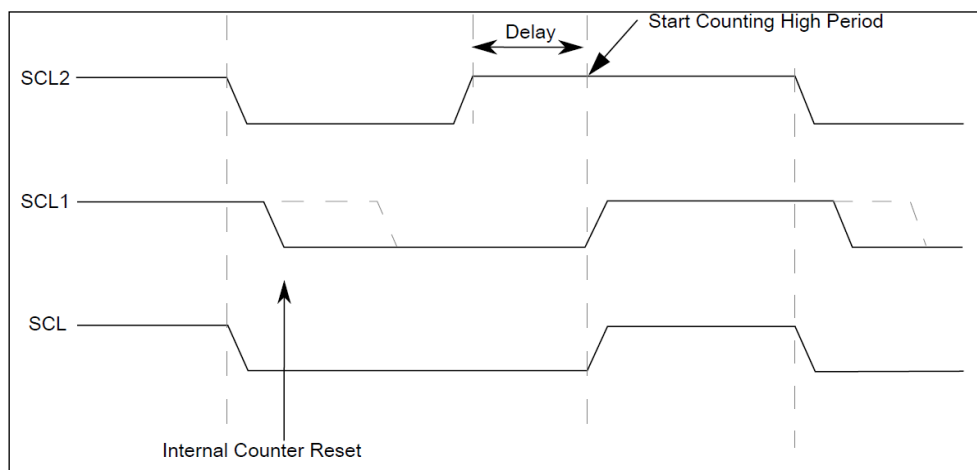 Start Counting High Period
Delay
SCL2
SCL1
SCL
Internal Counter Reset